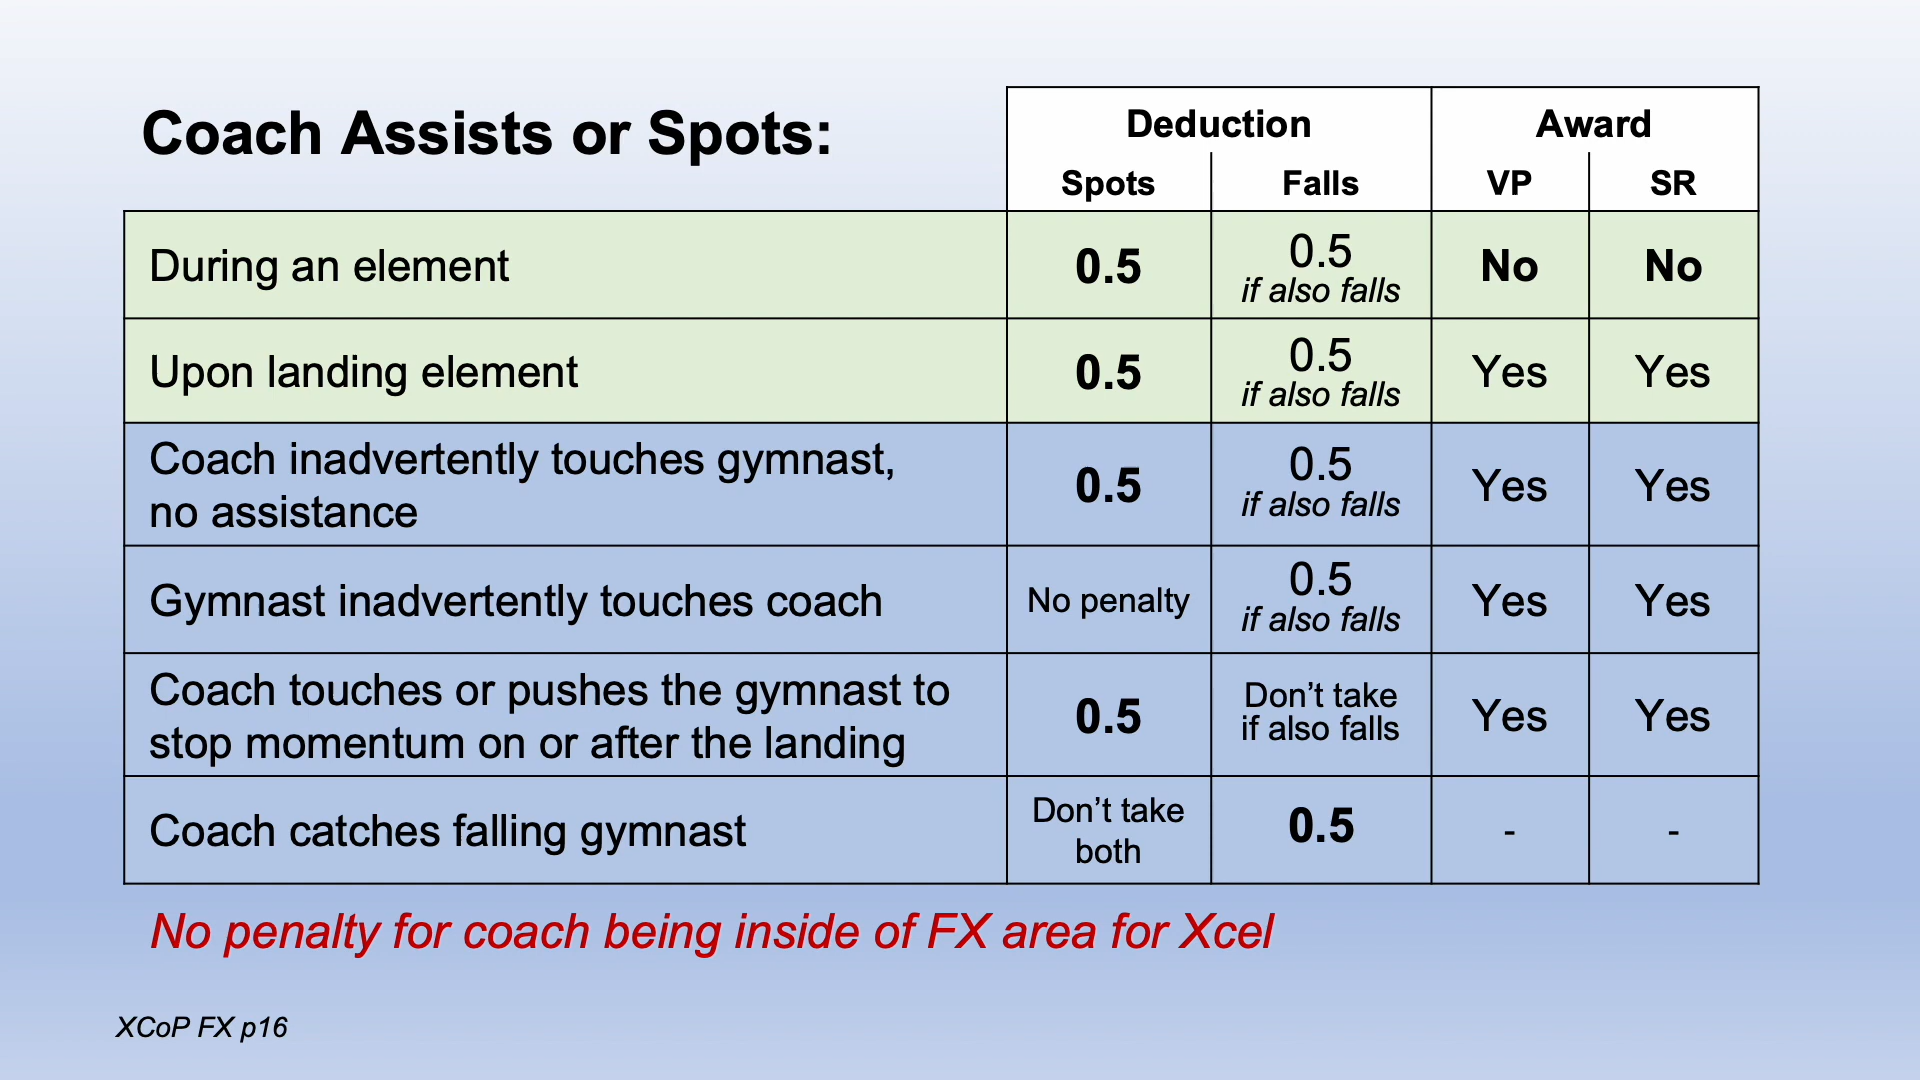 Coach Assists or Spots:
Deduction
Award
Spots
Falls
VP
SR
During an element
0.5
0.5
if also falls
No
No
Upon landing element
0.5
0.5
if also falls
Yes
Yes
Coach inadvertently touches gymnast,
no assistance
0.5
0.5
if also falls
Yes
Yes
Gymnast inadvertently touches coach
No penalty
0.5
if also falls
Yes
Yes
Coach touches or pushes the gymnast to
stop momentum on or after the landing
0.5
Don’t take
if also falls
Yes
Yes
Coach catches falling gymnast
Don’t take
both
0.5
-
-
No penalty for coach being inside of FX area for Xcel
XCoP FX p16